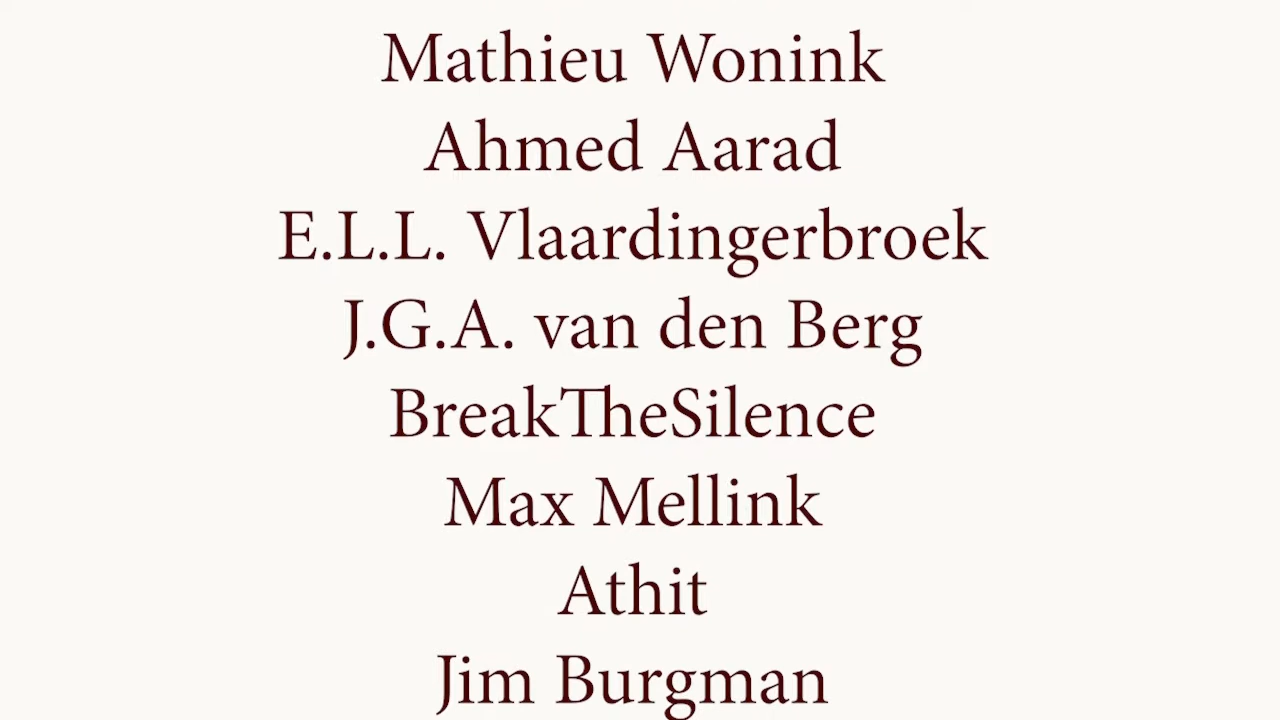 Mathieu Wonink
Ahmed Aarad
E.L.L. Vlaardingerbroek
J.G.A. van den Berg
BreakTheSilence
Max Mellink
Athit
Jim Burgman